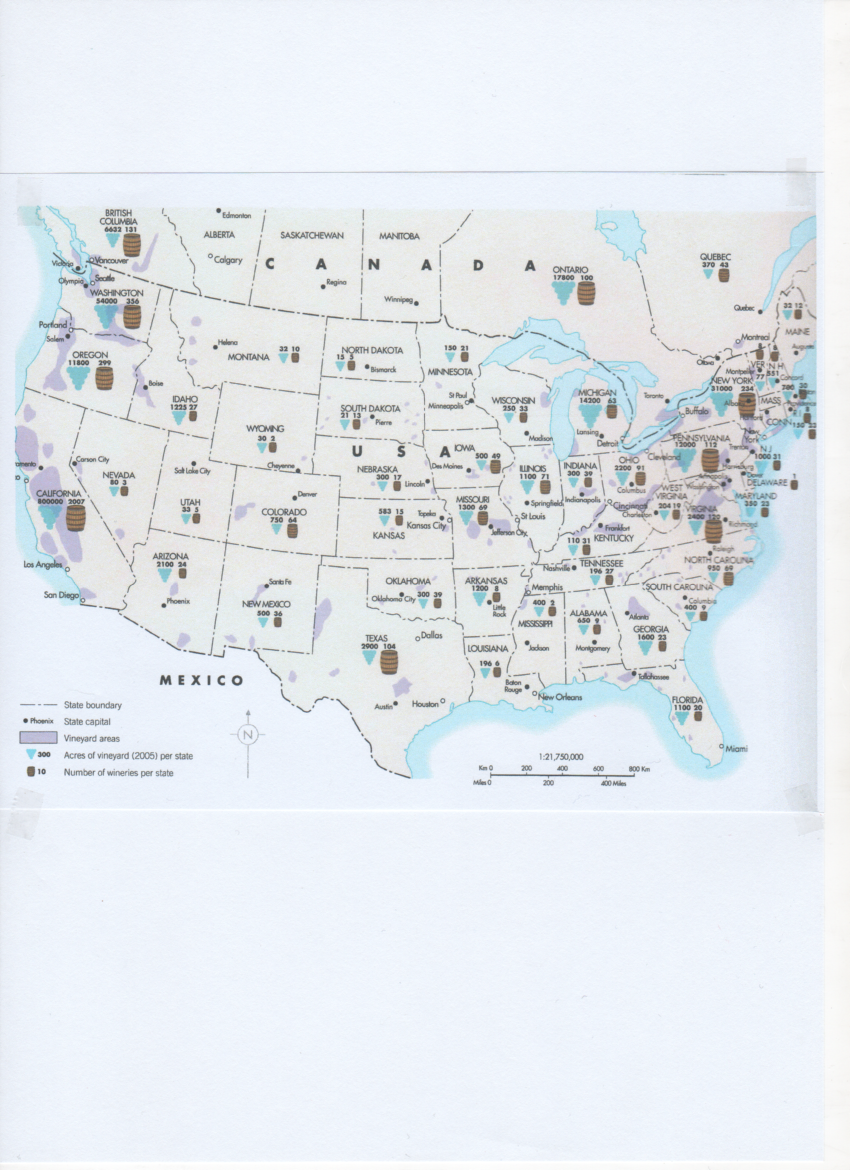 BRITISH
COLUMBIA
6632 131
Edmonton
ALBERTA
Calgary
SASKATCHEWAN
MANITOBA
CANADA
Regina
Winnipeg
ONTARIO
17800 100
QUEBEC
370 43
Quebec
Montreal
Ottawa
Toronto
Victoria
Vancouver
Olympia
Seattle
WASHINGTON
54000 356
Portland
Salem
OREGON
11800 299
Boise
IDAHO
1225 27
Helena
MONTANA
32 10
NORTH DAKOTA
15 5
Bismarck
150 21
MINNESOTA
St Paul
Minneapolis
SOUTH DAKOTA
21 13
Pierre
WISCONSIN
250 33
Madison
MICHIGAN
14200 63
Lansing
Detroit
22 12
MAINE
NEW YORK
31000 254
Buffalo
MASS
CONN
WYOMING
30 2
Cheyenne
USA
IOWA
500 49
Des Moines
NEBRASKA
300 17
Lincoln
ILLINOIS
1100 71
Springfield
INDIANA
300 39
Indianapolis
OHIO
2200 91
Columbus
Cleveland
Cincinnati
PENNSYLVANIA
12000 112
N J
1000 31
DELAWARE
1
MARYLAND
350 23
WEST
VIRGINIA
204 19
Charleston
VIRGINIA
2400 122
Richmond
Carson City
NEVADA
80 3
Salt Lake City
UTAH
33 5
Denver
COLORADO
750 64
583 15
KANSAS
Topeka
Kansas City
MISSOURI
1300 69
St Louis
Jefferson City
110 31
KENTUCKY
Frankfort
CALIFORNIA
800000 2007
Los Angeles
San Diego
ARIZONA
2100 24
Phoenix
Santa Fe
NEW MEXICO
500 36
OKLAHOMA
Oklahoma City
300 39
ARKANSAS
1200 8
Little
Rock
Nashville
TENNESSEE
196 27
Memphis
Raleigh
NORTH CAROLINA
950 69
SOUTH CAROLINA
Columbia
400 9
400 2
MISSISSIPPI
Jackson
ALABAMA
650 9
Montgomery
Atlanta
GEORGIA
1600 23
TEXAS
2900 104
Dallas
Austin
Houston
LOUISIANA
196 6
Baton
Rouge
New Orleans
Tallahassee
FLORIDA
1100 20
Miami
MEXICO
State boundary
Phoenix State capital
Vineyard areas
300 Acres of vineyard (2005) per state
10 Number of wineries per state
N
1:21,750,000
Km 0 200 400 600 800 Km
Miles 0 200 400 Miles